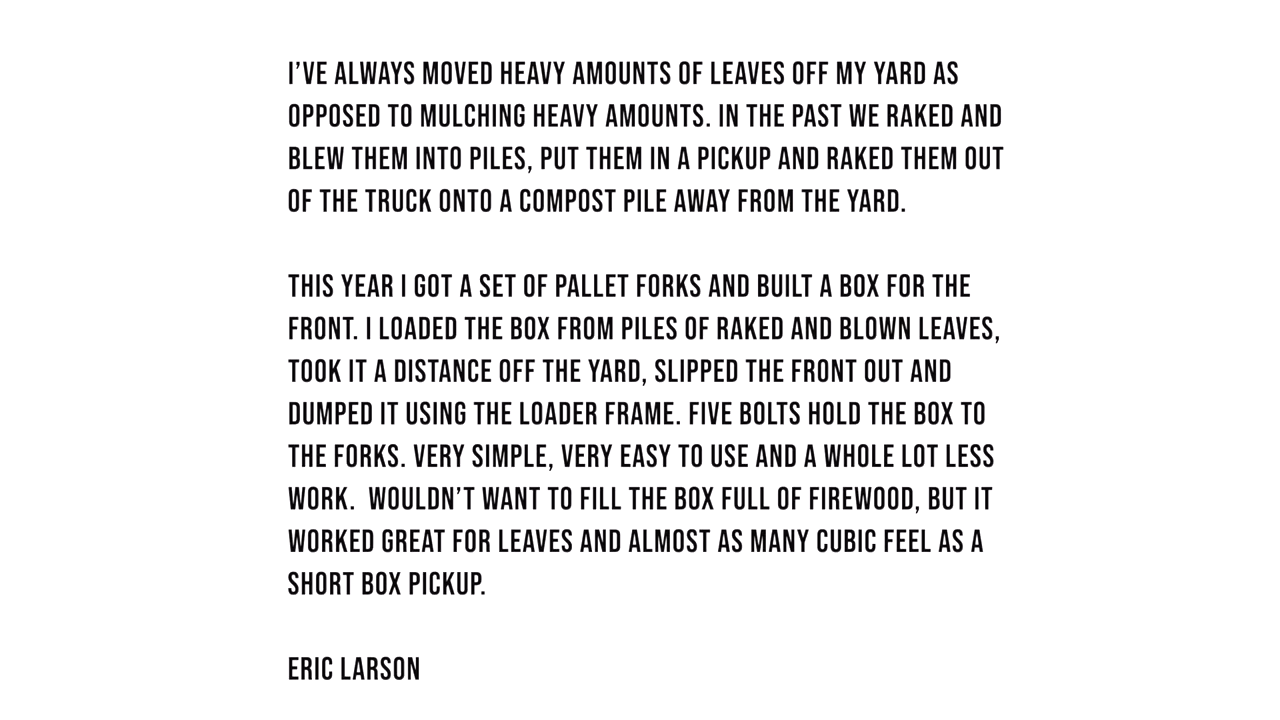 I’VE ALWAYS MOVED HEAVY AMOUNTS OF LEAVES OFF MY YARD AS
OPPOSED TO MULCHING HEAVY AMOUNTS. IN THE PAST WE RAKED AND
BLEW THEM INTO PILES, PUT THEM IN A PICKUP AND RAKED THEM OUT
OF THE TRUCK ONTO A COMPOST PILE AWAY FROM THE YARD.
THIS YEAR I GOT A SET OF PALLET FORKS AND BUILT A BOX FOR THE
FRONT. I LOADED THE BOX FROM PILES OF RAKED AND BLOWN LEAVES,
TOOK IT A DISTANCE OFF THE YARD, SLIPPED THE FRONT OUT AND
DUMPED IT USING THE LOADER FRAME. FIVE BOLTS HOLD THE BOX TO
THE FORKS. VERY SIMPLE, VERY EASY TO USE AND A WHOLE LOT LESS
WORK.  WOULDN’T WANT TO FILL THE BOX FULL OF FIREWOOD, BUT IT
WORKED GREAT FOR LEAVES AND ALMOST AS MANY CUBIC FEEL AS A
SHORT BOX PICKUP.
ERIC LARSON